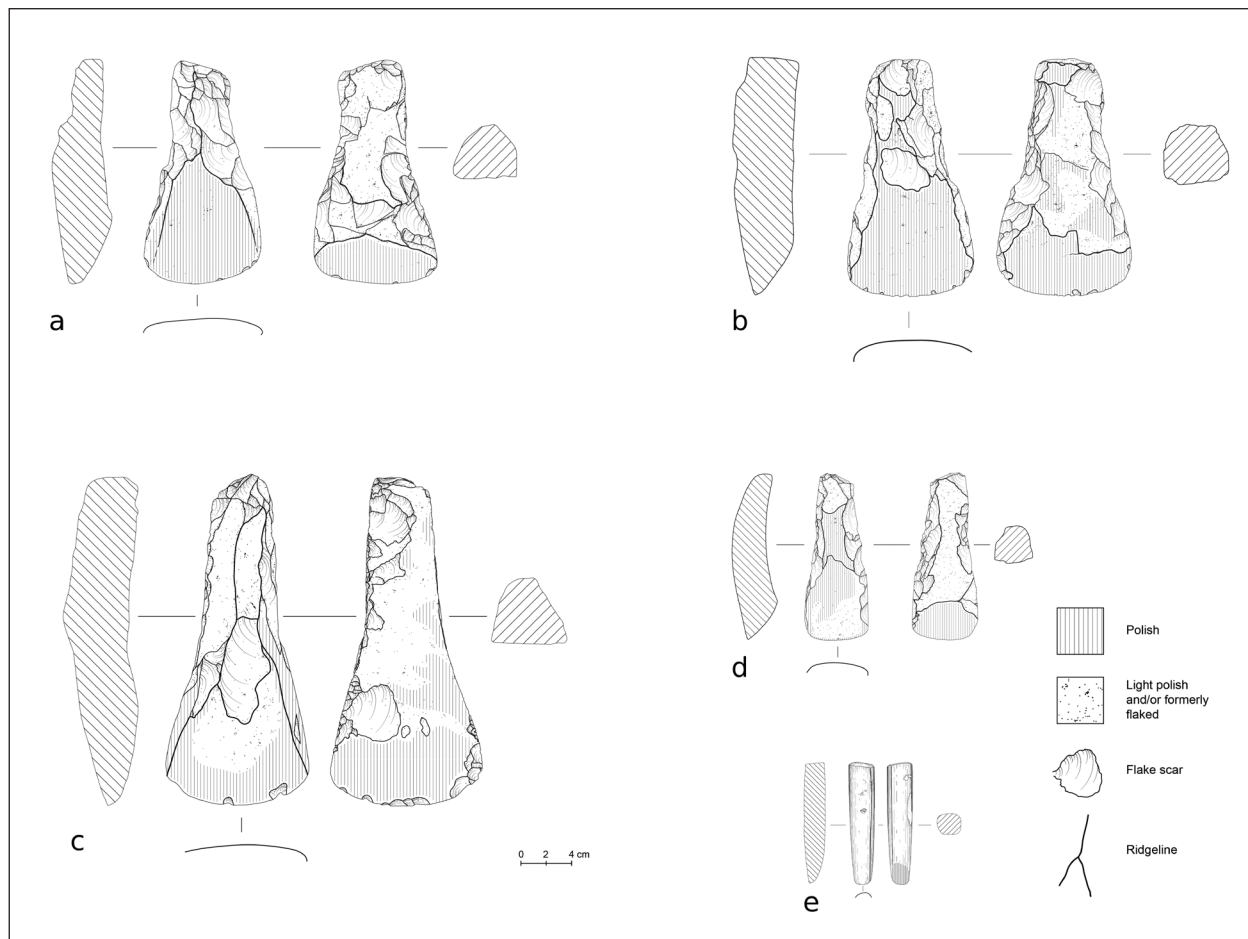 a
b
c
0 2 4 cm
d
e
Polish
Light polish
and/or formerly
flaked
Flake scar
Ridgeline